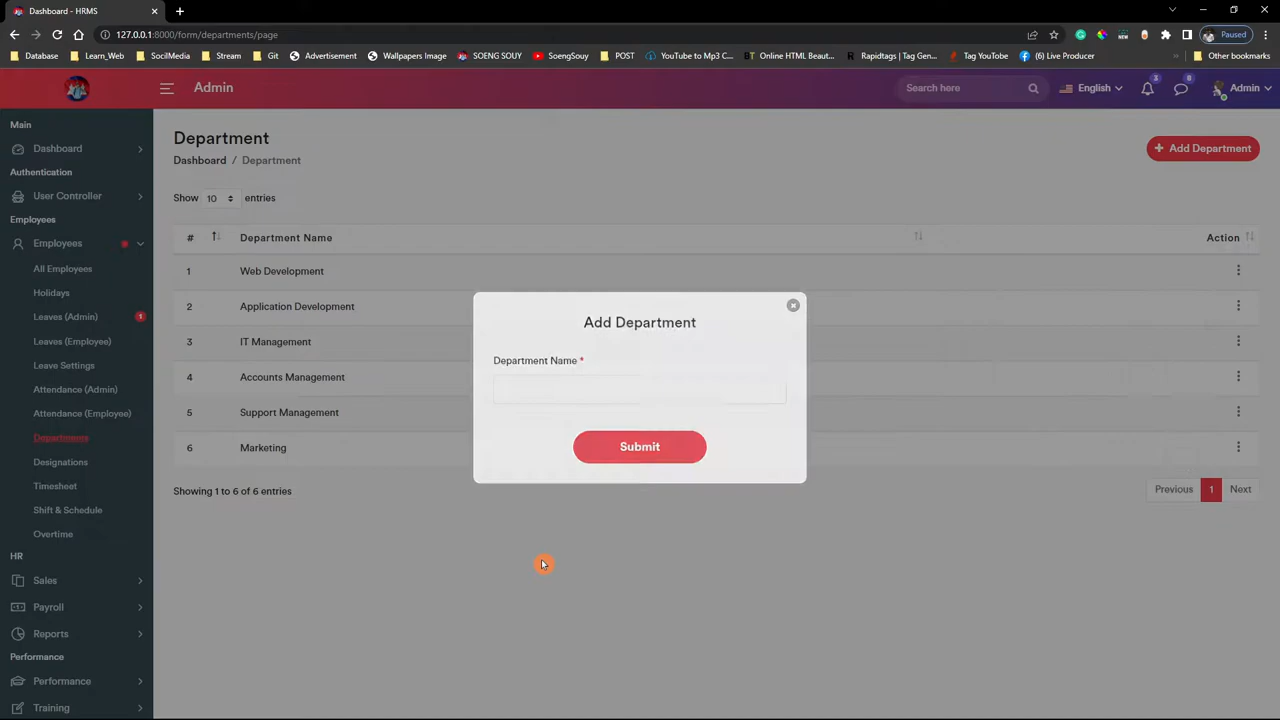 Dashboard - HRMS
127.0.0.1:8000/form/departments/page
Paused
Database
Learn_Web
SocilMedia
Stream
Git
Advertisement
Wallpapers Image
SOENG SOUY
SoengSouy
POST
YouTube to Mp3 C...
Online HTML Beaut...
Rapidtags | Tag Gen...
Tag YouTube
(8) Live Producer
Other bookmarks
Admin
Search here
English
3
8
Admin
Main
Dashboard
Authentication
User Controller
Employees
Employees
All Employees
Holidays
Leaves (Admin)
1
Leaves (Employee)
Leave Settings
Attendance (Admin)
Attendance (Employee)
Departments
Designations
Timesheet
Shift & Schedule
Overtime
HR
Sales
Payroll
Reports
Performance
Performance
Training
Department
Dashboard / Department
+ Add Department
Show 10 entries
# Department Name Action
1 Web Development
2 Application Development
3 IT Management
4 Accounts Management
5 Support Management
6 Marketing
Showing 1 to 6 of 6 entries
Previous 1 Next
Add Department
Department Name *
Submit